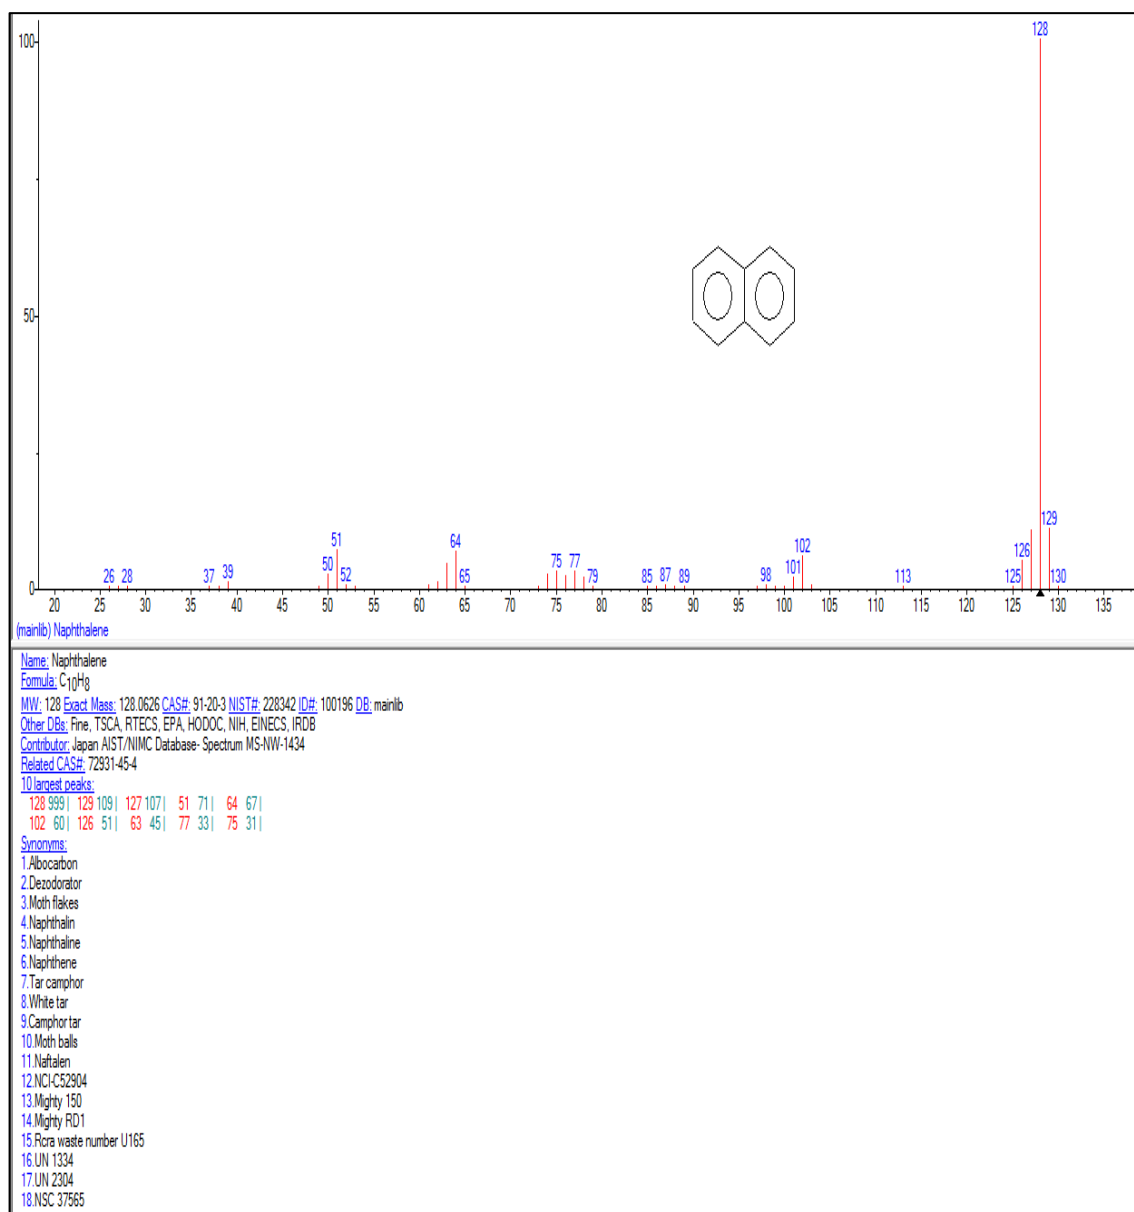 100
128
50
129
126
51
64
102
75 77
50
101
26 28 37 39 52 65 79 85 87 89 98 113 125 130
0
20 25 30 35 40 45 50 55 60 65 70 75 80 85 90 95 100 105 110 115 120 125 130 135
(mainlib) Naphthalene
Name: Naphthalene
Formula: C10H8
MW: 128 Exact Mass: 128.0626 CAS#: 91-20-3 NIST#: 228342 ID#: 100196 DB: mainlib
Other DBs: Fine, TSCA, RTECS, EPA, HODOC, NIH, EINECS, IRDB
Contributor: Japan AIST/NIMC Database- Spectrum MS-NW-1434
Related CAS#: 72931-45-4
10 largest peaks:
128 999 | 129 109 | 127 107 | 51 71 | 64 67 |
102 60 | 126 51 | 63 45 | 77 33 | 75 31 |
Synonyms:
1.Albocarbon
2.Dezodorator
3.Moth flakes
4.Naphthalin
5.Naphthaline
6.Naphthene
7.Tar camphor
8.White tar
9.Camphor tar
10.Moth balls
11.Naftalen
12.NCI-C52904
13.Mighty 150
14.Mighty RD1
15.Rcra waste number U165
16.UN 1334
17.UN 2304
18.NSC 37565